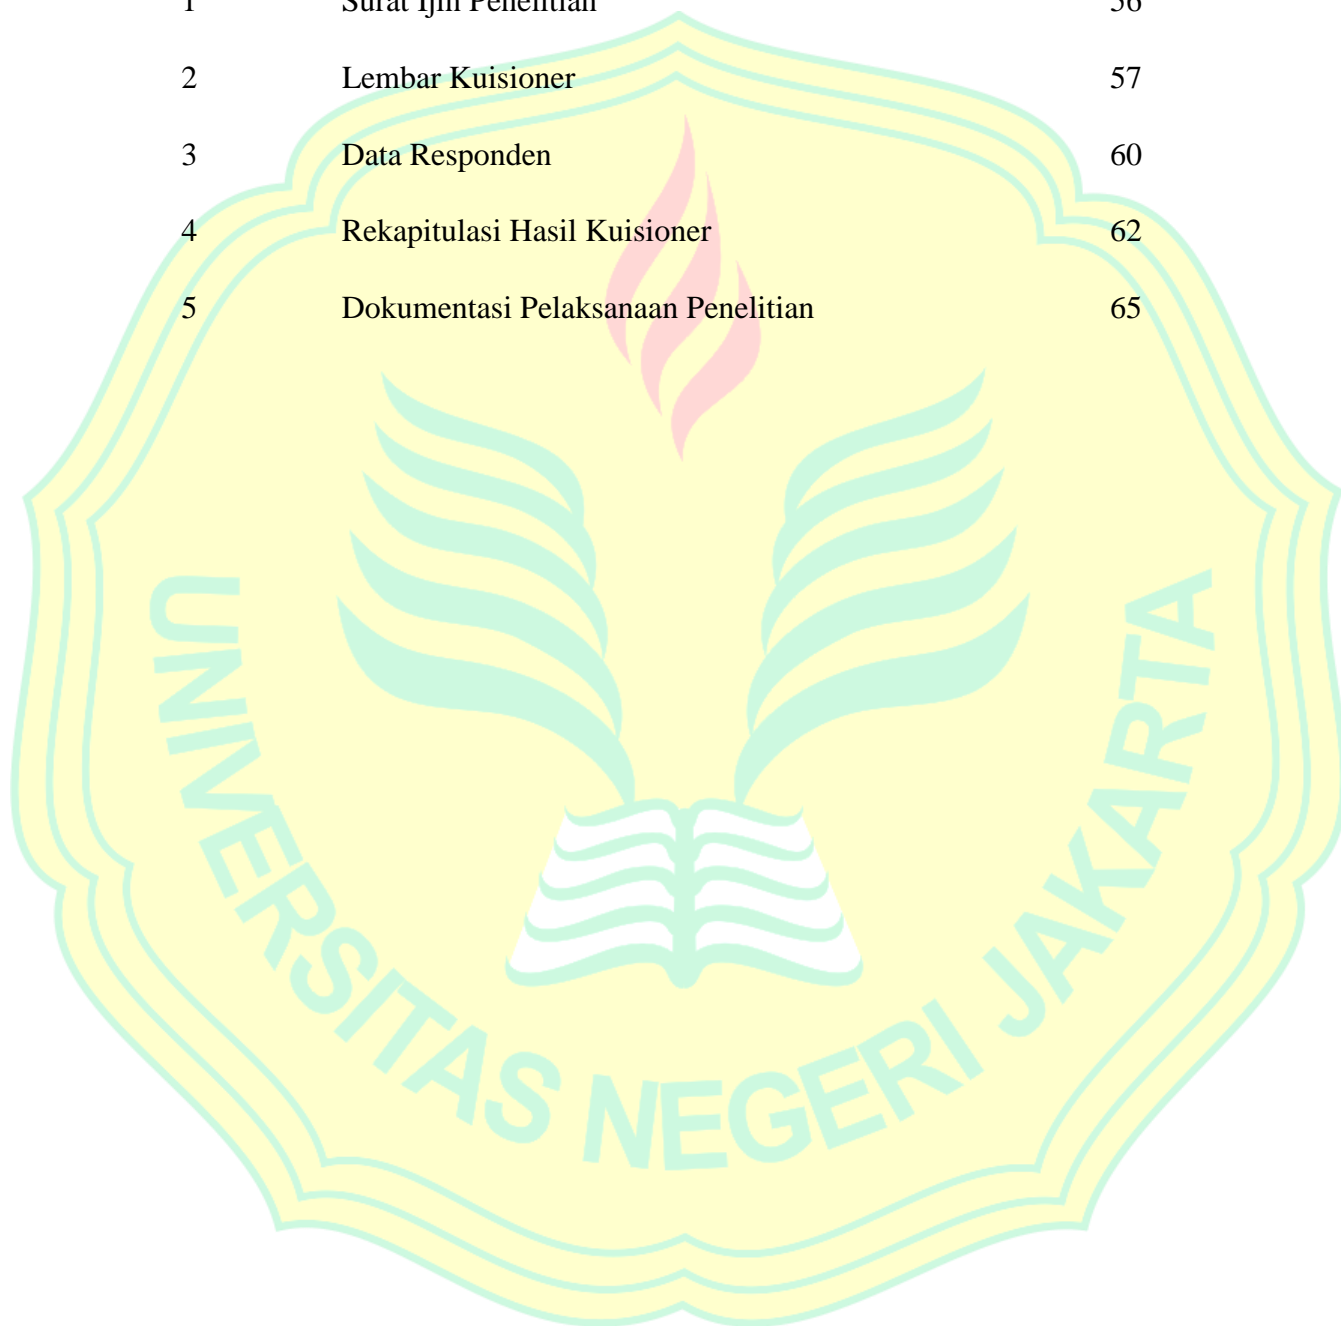 1 Surat Ijin Penelitian 56
2 Lembar Kuisioner 57
3 Data Responden 60
4 Rekapitulasi Hasil Kuisioner 62
5 Dokumentasi Pelaksanaan Penelitian 65
UNIVERSITAS NEGERI JAKARTA